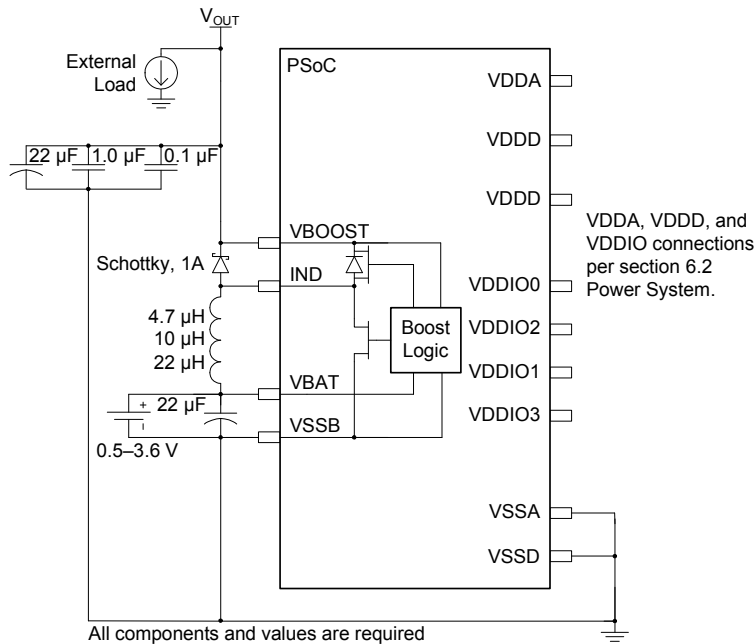 VOUT
External
Load
PSoC
VDDA
VDDD
22 µF 1.0 µF 0.1 µF
VDDD
VDDA, VDDD, and
VDDIO connections
per section 6.2
Power System.
VBOOST
Schottky, 1A
IND
VDDIO0
4.7 µH
10 µH
22 µH
Boost
Logic
VDDIO2
VDDIO1
VBAT
22 µF
+
-
VDDIO3
VSSB
0.5–3.6 V
VSSA
VSSD
All components and values are required